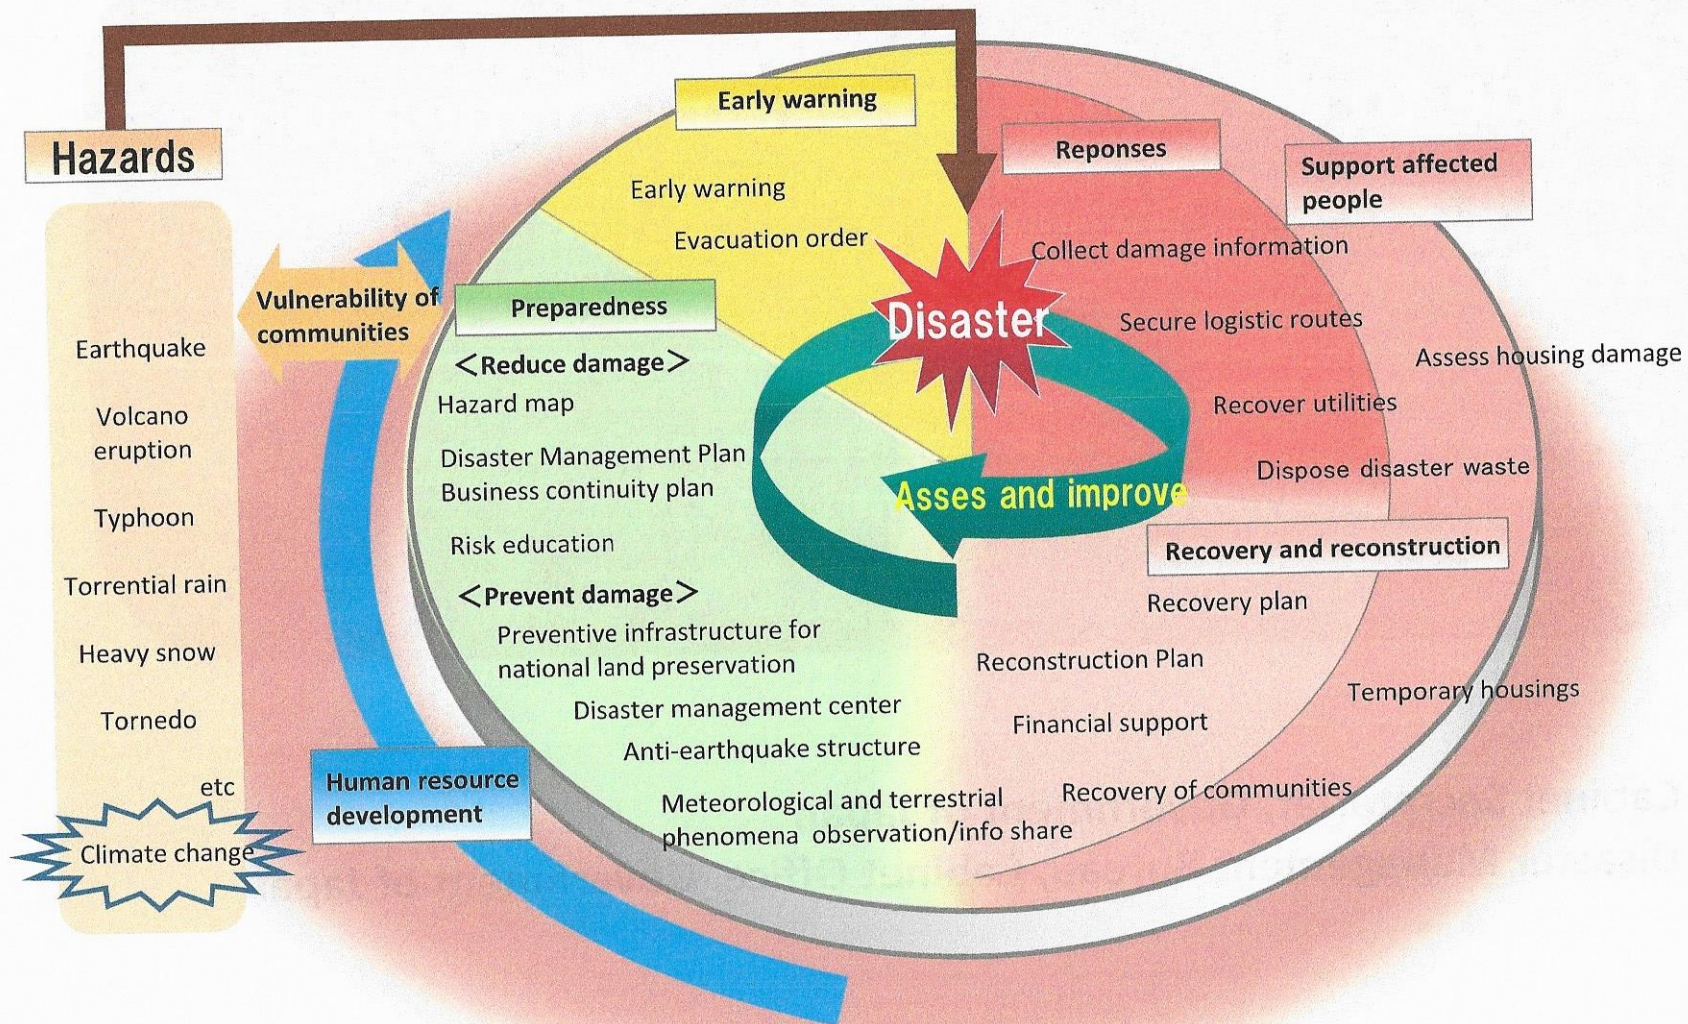 Hazards
Earthquake
Volcano
eruption
Typhoon
Torrential rain
Heavy snow
Tornedo
etc
Climate change
Vulnerability of
communities
Human resource
development
Early warning
Early warning
Evacuation order
Preparedness
<Reduce damage>
Hazard map
Disaster Management Plan
Business continuity plan
Risk education
<Prevent damage>
Preventive infrastructure for
national land preservation
Disaster management center
Anti-earthquake structure
Meteorological and terrestrial
phenomena observation/info share
Disaster
Asses and improve
Reponses
Collect damage information
Secure logistic routes
Recover utilities
Dispose disaster waste
Support affected
people
Assess housing damage
Temporary housings
Recovery and reconstruction
Recovery plan
Reconstruction Plan
Financial support
Recovery of communities